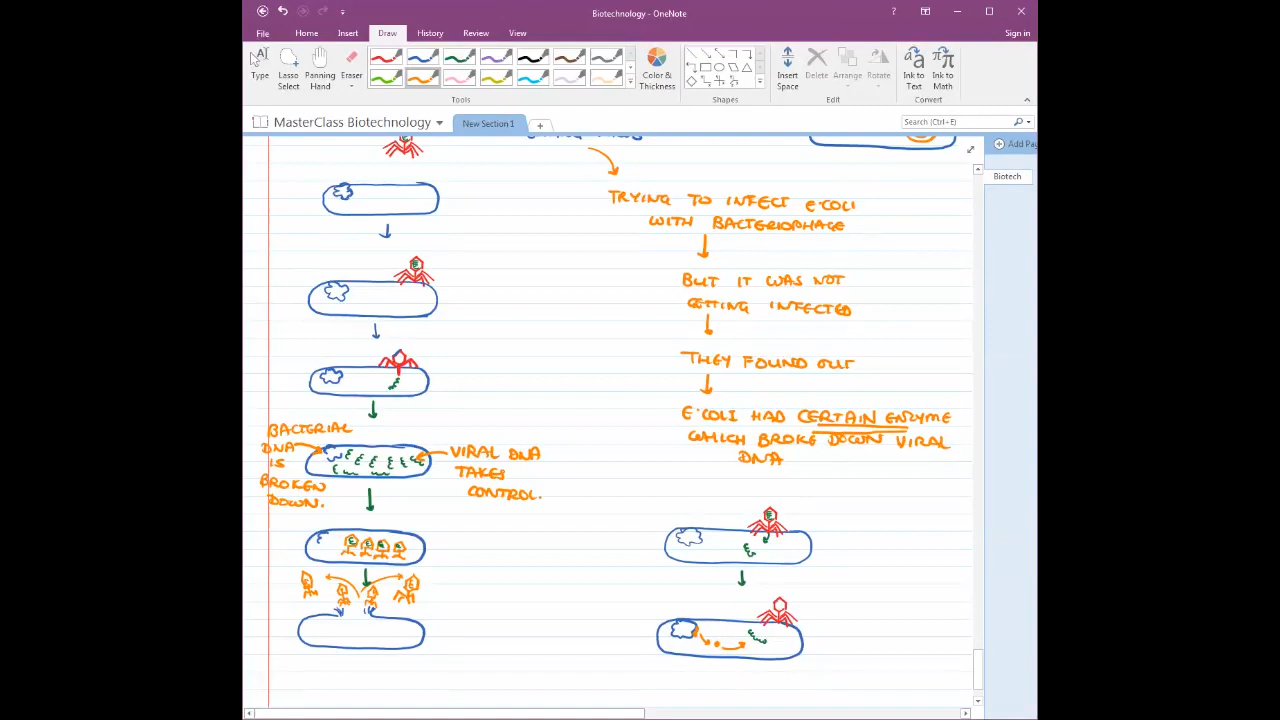 Biotechnology - OneNote
File Home Insert Draw History Review View
Sign in
Type
Lasso Select
Panning Hand
Eraser
Color & Thickness
Insert Space
Delete
Arrange
Rotate
Ink to Text
Ink to Math
Tools
Shapes
Edit
Convert
MasterClass Biotechnology
New Section 1
Search (Ctrl+E)
Add Pa
Biotech
TRYING TO INFECT E.COLI
WITH BACTERIOPHAGE
BUT IT WAS NOT
GETTING INFECTED
THEY FOUND OUT
E.COLI HAD CERTAIN ENZYME
WHICH BROKE DOWN VIRAL
DNA
BACTERIAL
DNA
IS
BROKEN
DOWN.
VIRAL DNA
TAKES
CONTROL.